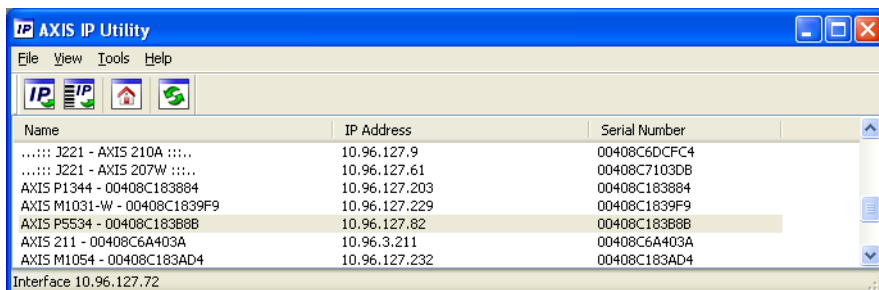 IP AXIS IP Utility
File View Tools Help
IP IP
Name IP Address Serial Number
...::: J221 - AXIS 210A :::... 10.96.127.9 00408C6DCFC4
...::: J221 - AXIS 207W :::... 10.96.127.61 00408C7103DB
AXIS P1344 - 00408C183884 10.96.127.203 00408C183884
AXIS M1031-W - 00408C1839F9 10.96.127.229 00408C1839F9
AXIS P5534 - 00408C183B8B 10.96.127.82 00408C183B8B
AXIS 211 - 00408C6A403A 10.96.3.211 00408C6A403A
AXIS M1054 - 00408C183AD4 10.96.127.232 00408C183AD4
Interface 10.96.127.72